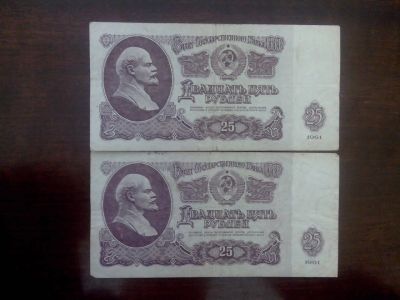 Билет Государственного Банка СССР
Двадцать пять
рублей
25
25
1961
Билет Государственного Банка СССР
Двадцать пять
рублей
25
25
1961